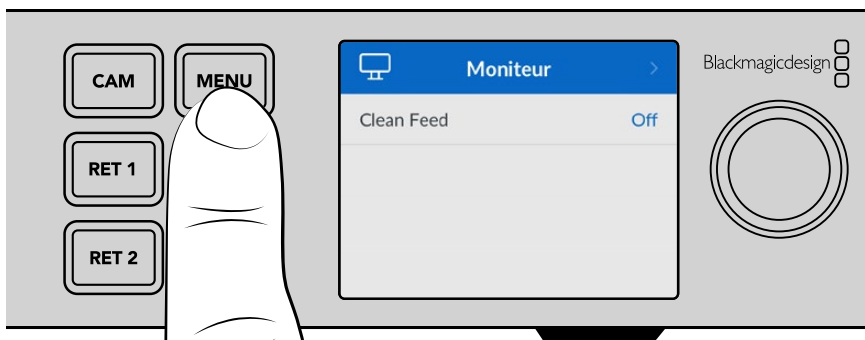 CAM
MENU
RET 1
RET 2
Moniteur
Clean Feed Off
Blackmagicdesign